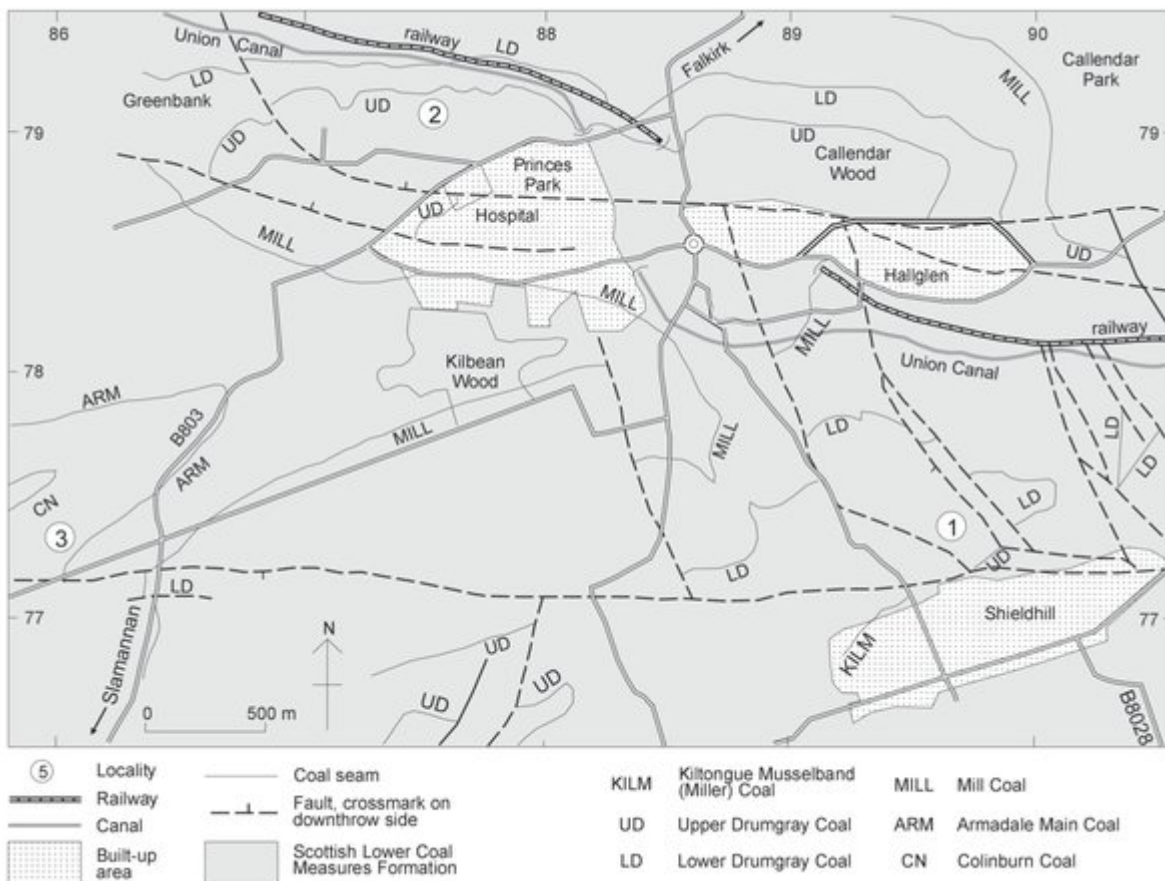 86
88
89
90
Union Canal
railway
LD
Falkirk
Callendar
Park
LD
Greenbank
UD
2
MILL
LD
79
UD
UD
Callendar
Wood
79
Princes
Park
UD
Hospital
MILL
Hallglen
UD
MILL
MILL
railway
Union Canal
78
78
Kilbean
Wood
ARM
B803
MILL
ARM
MILL
LD
LD
LD
LD
CN
3
1
LD
UD
LD
77
Shieldhill
77
KILM
N
UD
UD
UD
Slamannan
0 500 m
B8028
5 Locality
Railway
Canal
Built-up
area
Coal seam
Fault, crossmark on
downthrow side
Scottish Lower Coal
Measures Formation
KILM Kiltongue Musselband
(Miller) Coal
UD Upper Drumgray Coal
LD Lower Drumgray Coal
MILL Mill Coal
ARM Armadale Main Coal
CN Colinburn Coal